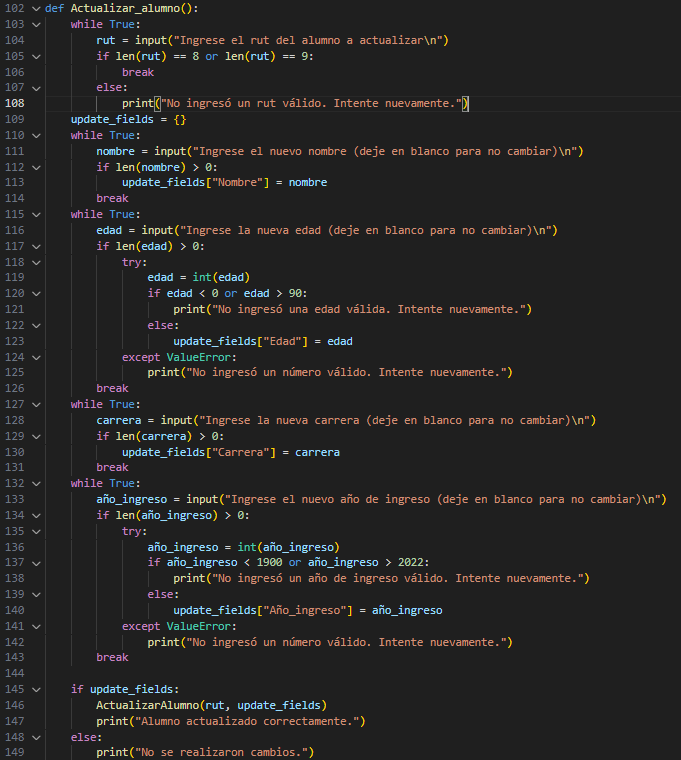 102 def Actualizar_alumno():
103     while True:
104         rut = input("Ingrese el rut del alumno a actualizar\n")
105         if len(rut) == 8 or len(rut) == 9:
106             break
107         else:
108             print("No ingresó un rut válido. Intente nuevamente.")
109     update_fields = {}
110     while True:
111         nombre = input("Ingrese el nuevo nombre (deje en blanco para no cambiar)\n")
112         if len(nombre) > 0:
113             update_fields["Nombre"] = nombre
114         break
115     while True:
116         edad = input("Ingrese la nueva edad (deje en blanco para no cambiar)\n")
117         if len(edad) > 0:
118             try:
119                 edad = int(edad)
120                 if edad < 0 or edad > 90:
121                     print("No ingresó una edad válida. Intente nuevamente.")
122                 else:
123                     update_fields["Edad"] = edad
124             except ValueError:
125                 print("No ingresó un número válido. Intente nuevamente.")
126         break
127     while True:
128         carrera = input("Ingrese la nueva carrera (deje en blanco para no cambiar)\n")
129         if len(carrera) > 0:
130             update_fields["Carrera"] = carrera
131         break
132     while True:
133         año_ingreso = input("Ingrese el nuevo año de ingreso (deje en blanco para no cambiar)\n")
134         if len(año_ingreso) > 0:
135             try:
136                 año_ingreso = int(año_ingreso)
137                 if año_ingreso < 1900 or año_ingreso > 2022:
138                     print("No ingresó un año de ingreso válido. Intente nuevamente.")
139                 else:
140                     update_fields["Año_ingreso"] = año_ingreso
141             except ValueError:
142                 print("No ingresó un número válido. Intente nuevamente.")
143         break
144
145     if update_fields:
146         ActualizarAlumno(rut, update_fields)
147         print("Alumno actualizado correctamente.")
148     else:
149         print("No se realizaron cambios.")